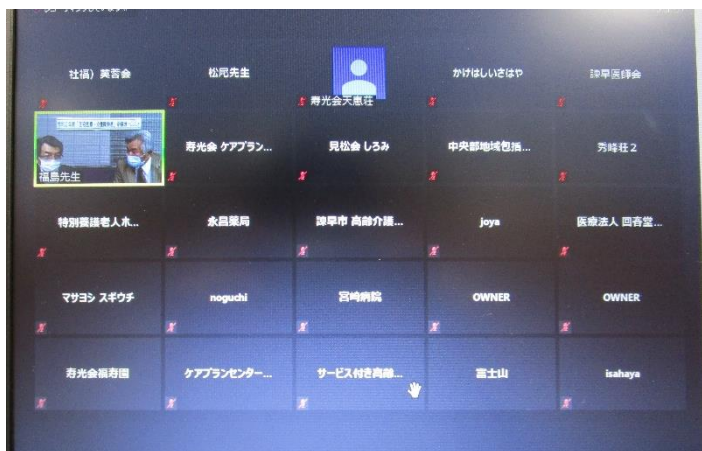 社福）英蓉会
松尾先生
寿光会天恵荘
かけはしいさはや
諫早医師会
福島先生
寿光会 ケアプラン...
見松会 しろみ
中央部地域包括...
秀峰荘2
特別養護老人ホ...
永昌薬局
諫早市 高齢介護...
joya
医療法人 回春堂...
マサヨシ スギウチ
noguchi
宮崎病院
OWNER
OWNER
寿光会福寿園
ケアプランセンター...
サービス付き高齢...
富士山
isahaya